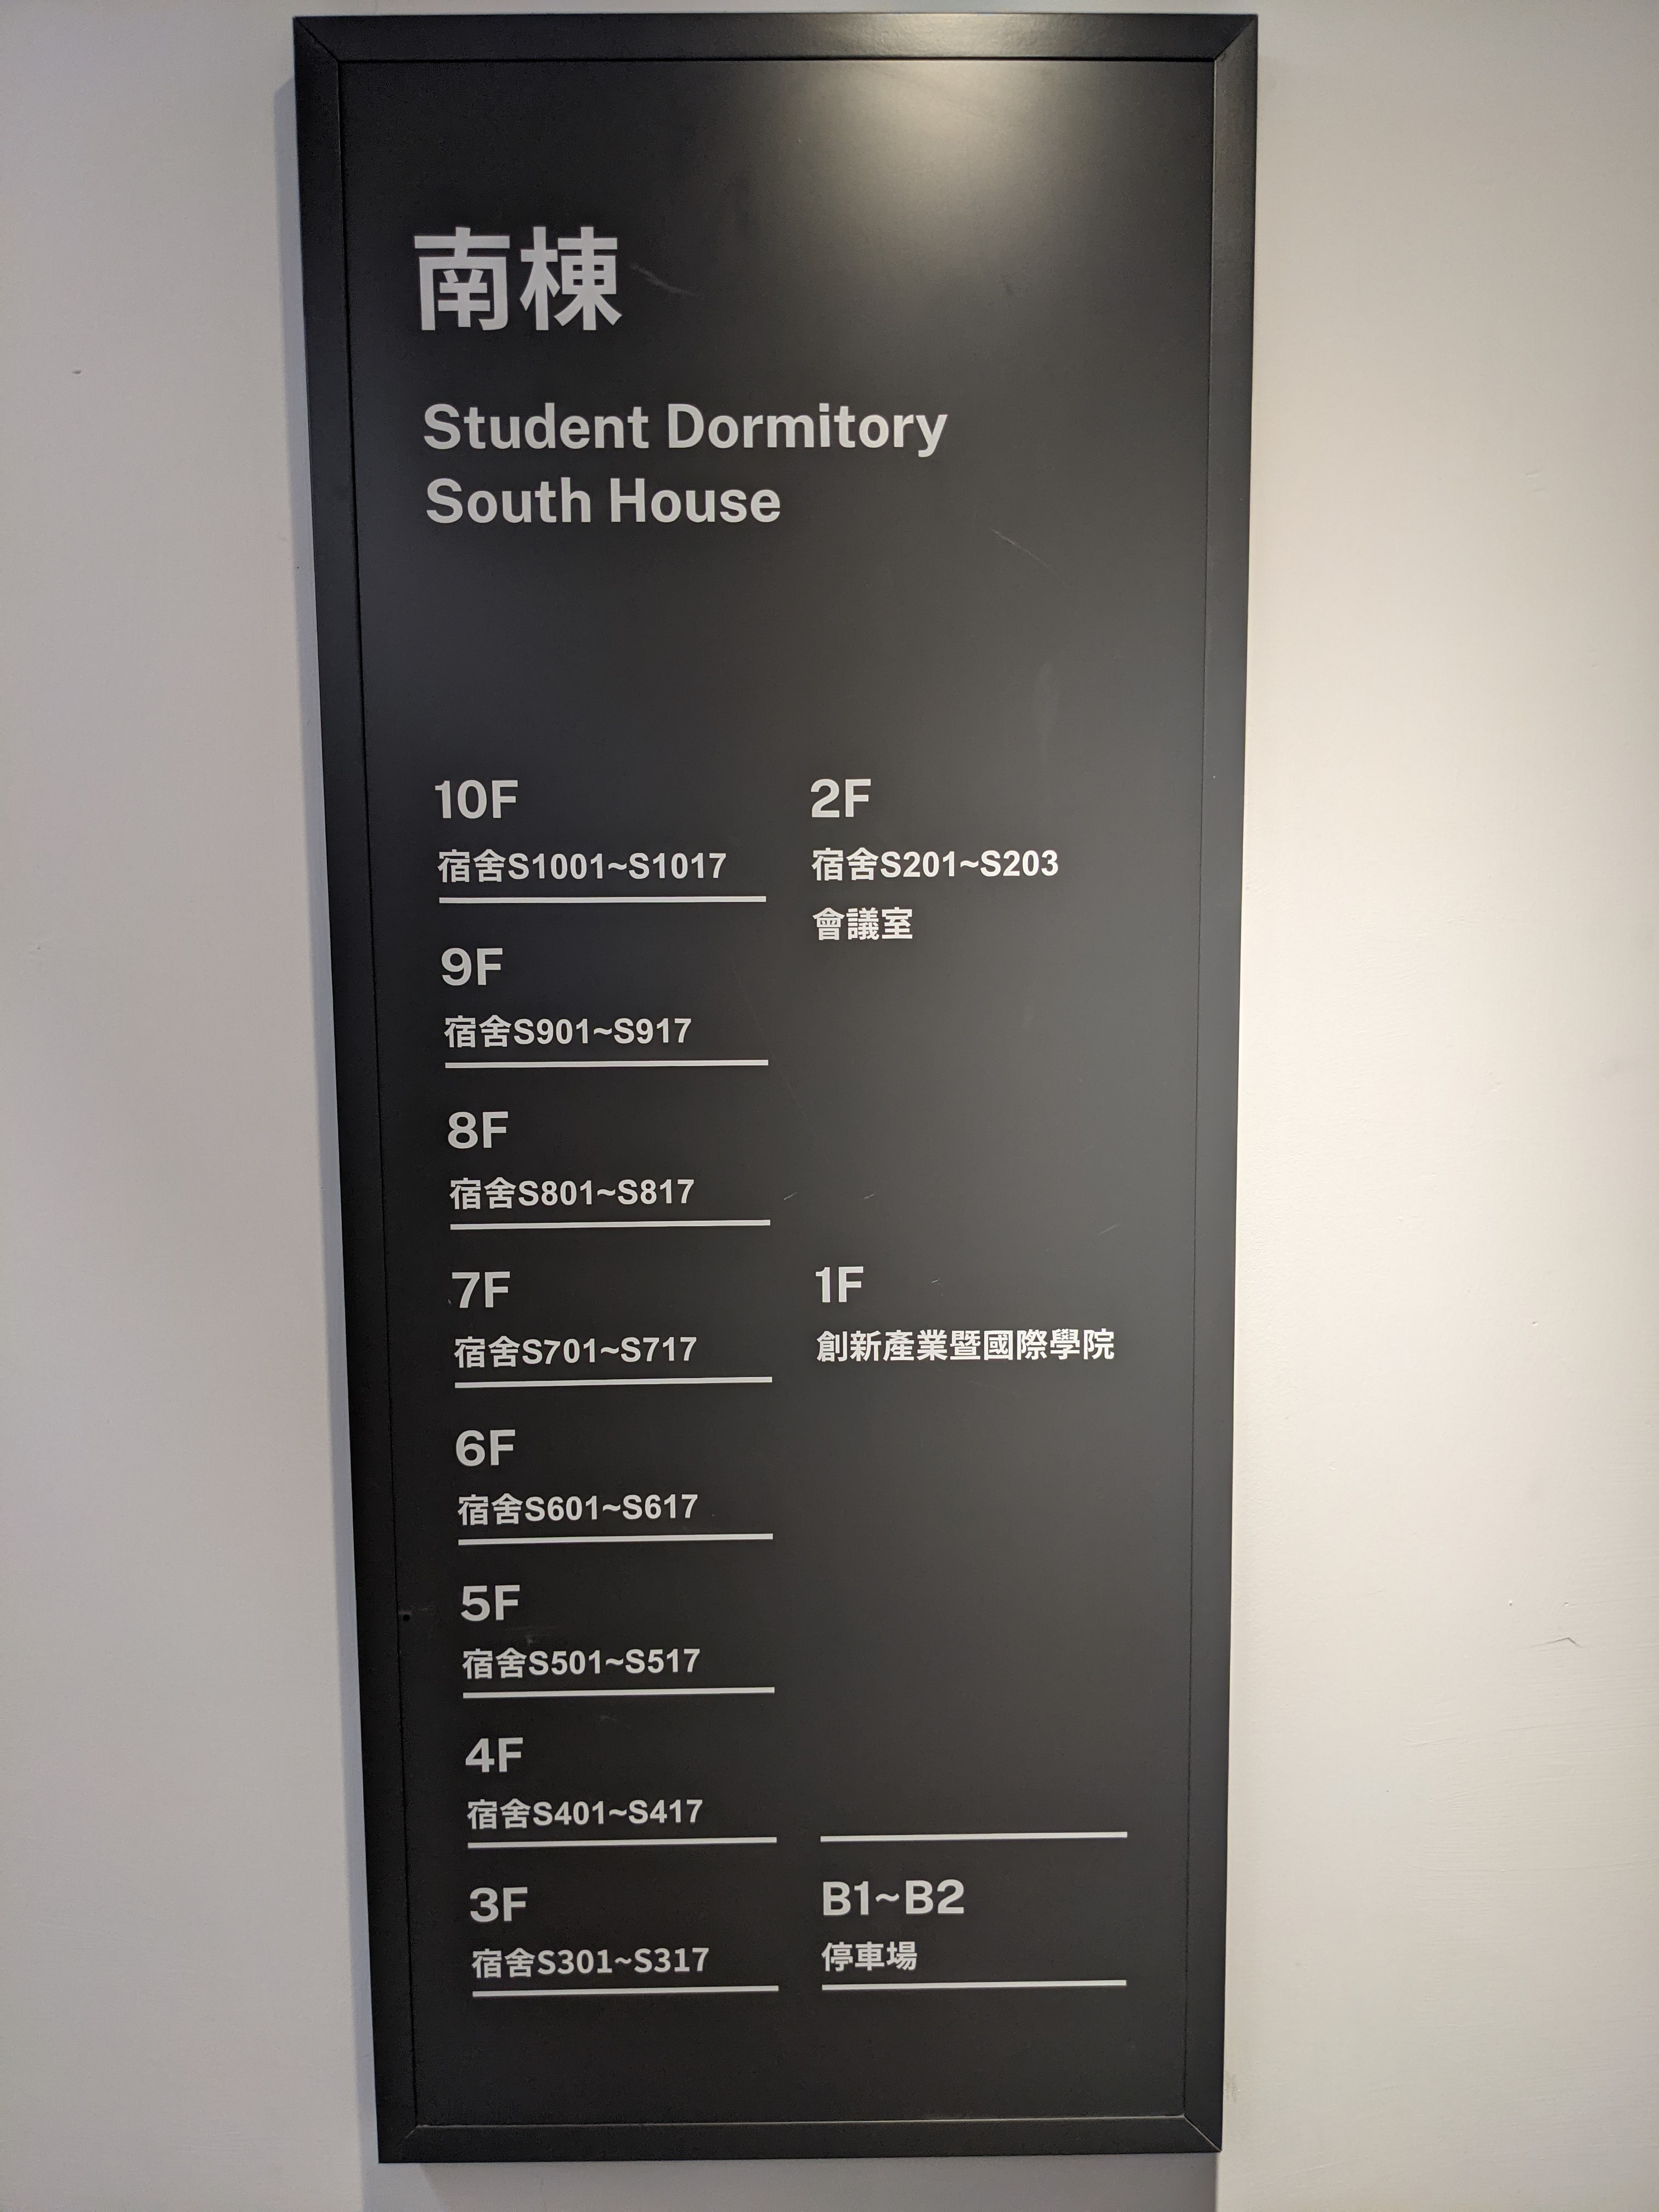 南棟
Student Dormitory
South House
10F
宿舍S1001~S1017
9F
宿舍S901~S917
8F
宿舍S801~S817
7F
宿舍S701~S717
6F
宿舍S601~S617
5F
宿舍S501~S517
4F
宿舍S401~S417
3F
宿舍S301~S317
2F
宿舍S201~S203
會議室
1F
創新產業暨國際學院
B1~B2
停車場